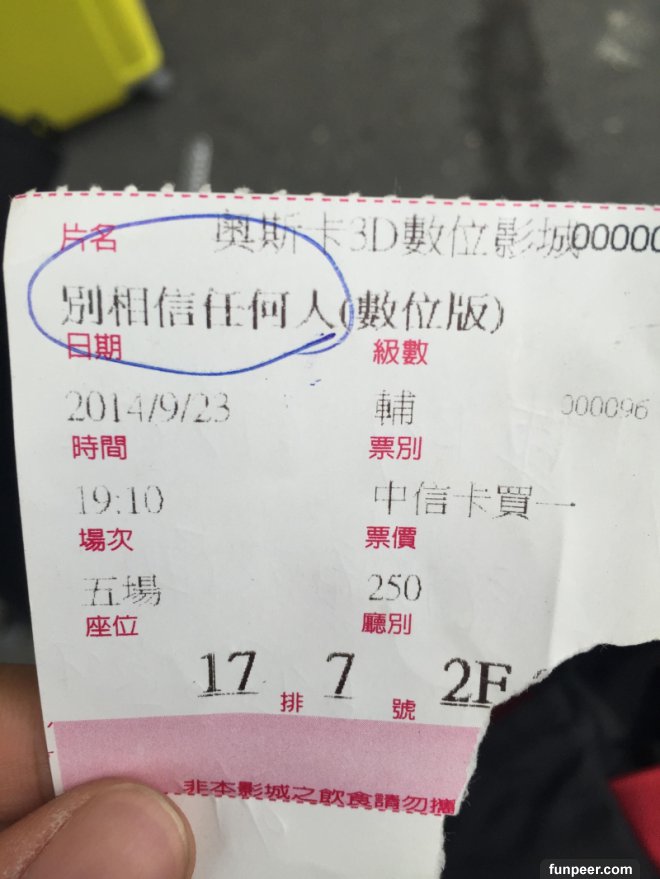 片名 奧斯卡3D數位影城00000
別相信任何人(數位版)
日期 級數
2014/9/23 輔 000096
時間 票別
19:10 中信卡買一
場次 票價
五場 250
座位 廳別
17 排 7 號 2F
非本影城之飲食請勿攜
funpeer.com